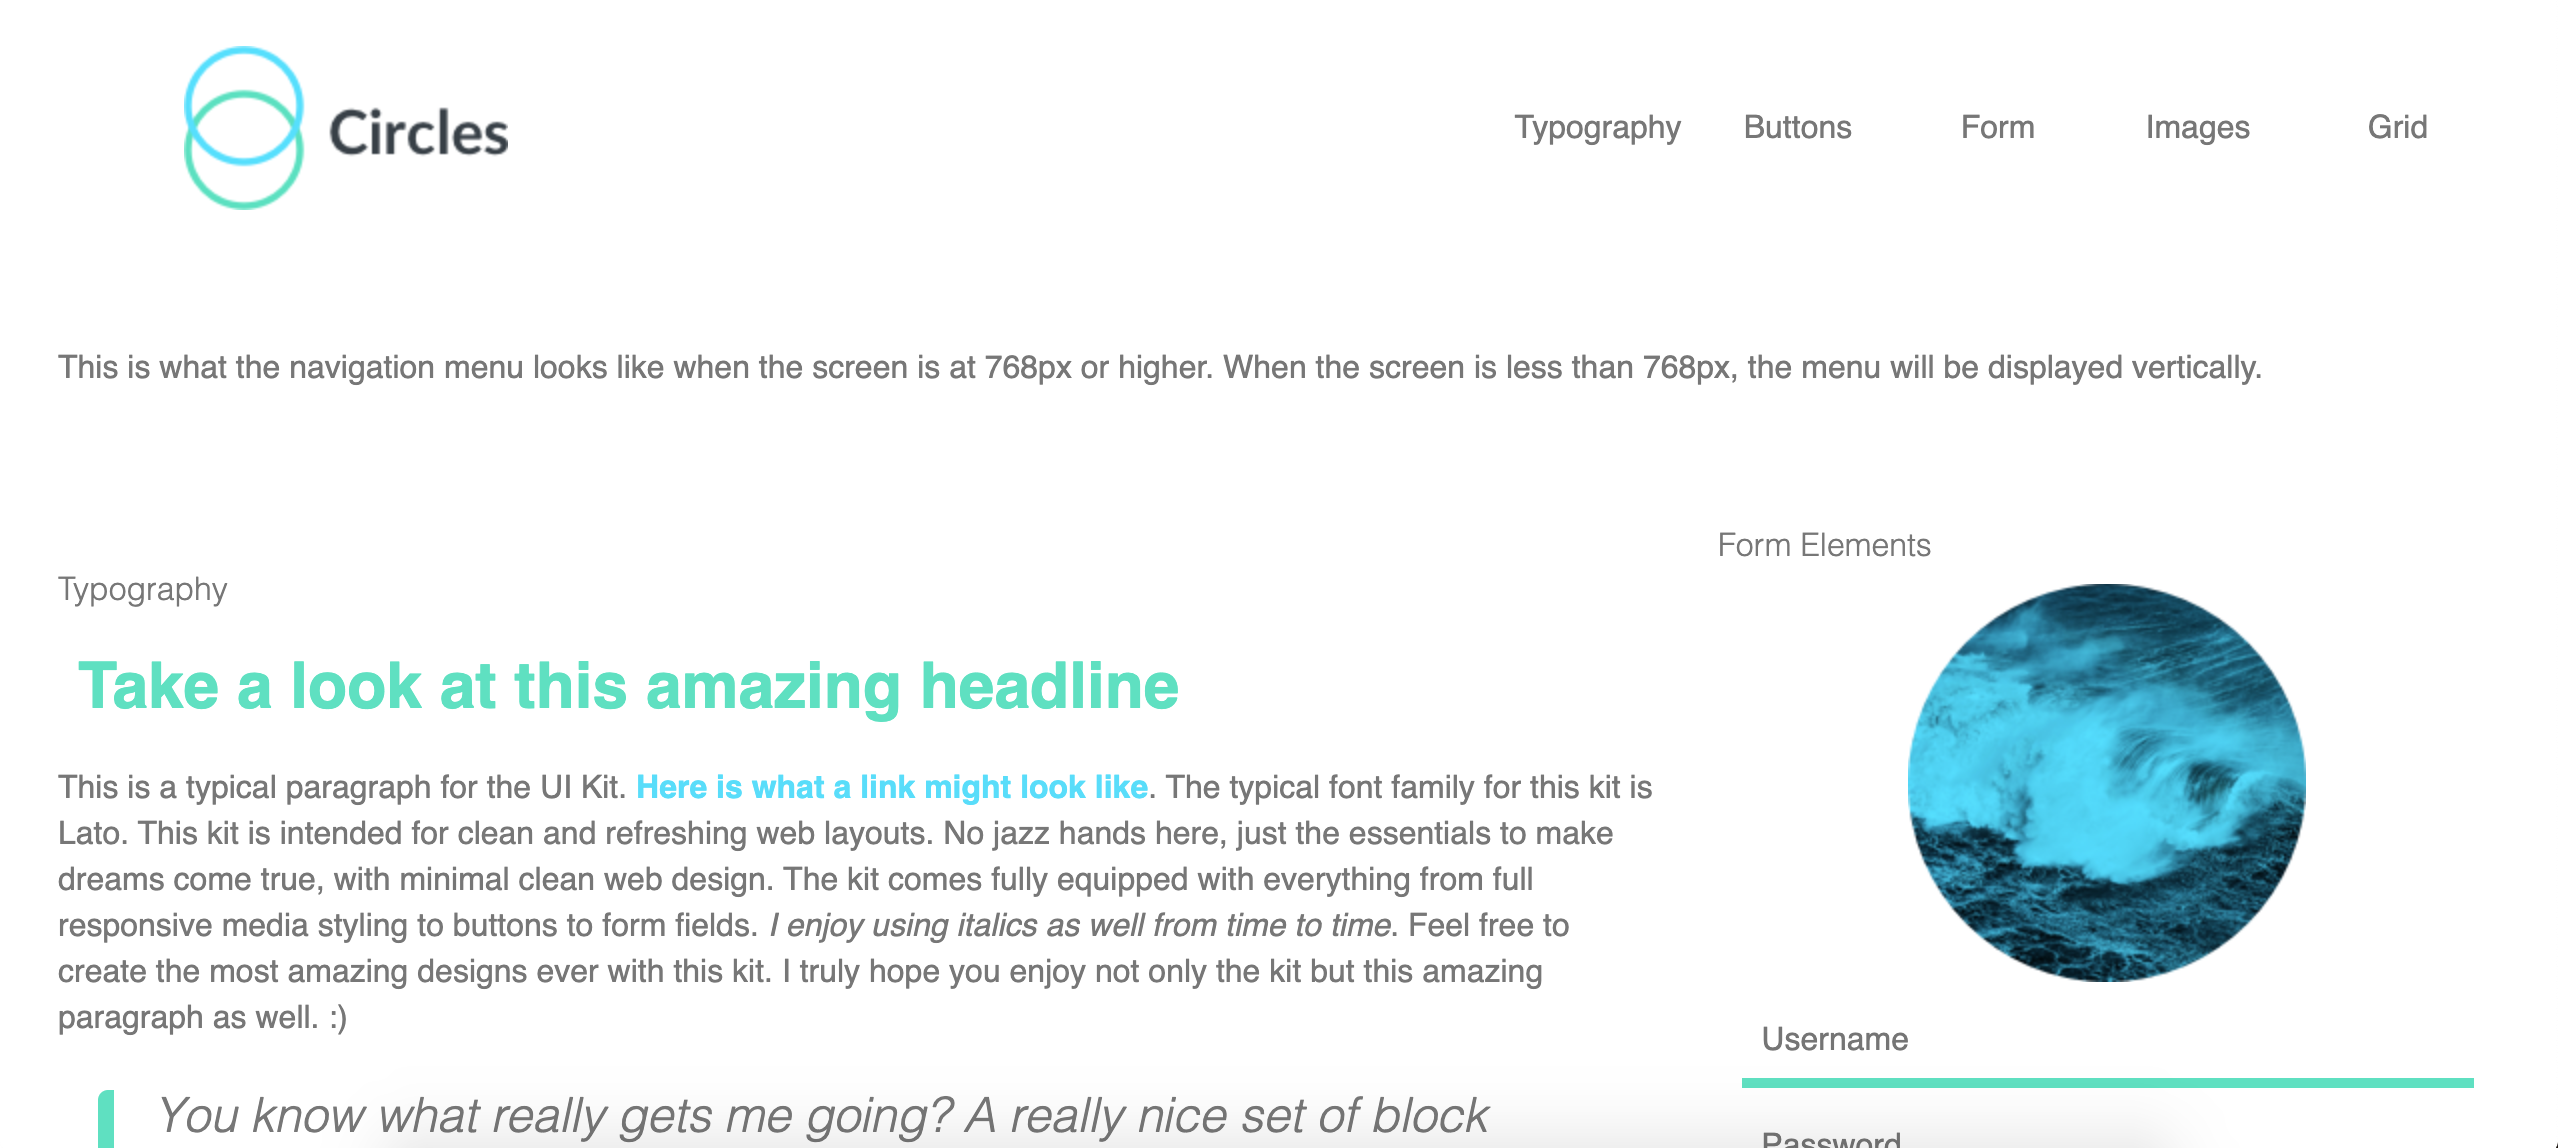 Circles
Typography Buttons Form Images Grid
This is what the navigation menu looks like when the screen is at 768px or higher. When the screen is less than 768px, the menu will be displayed vertically.
Typography
Take a look at this amazing headline
This is a typical paragraph for the UI Kit. Here is what a link might look like. The typical font family for this kit is
Lato. This kit is intended for clean and refreshing web layouts. No jazz hands here, just the essentials to make
dreams come true, with minimal clean web design. The kit comes fully equipped with everything from full
responsive media styling to buttons to form fields. I enjoy using italics as well from time to time. Feel free to
create the most amazing designs ever with this kit. I truly hope you enjoy not only the kit but this amazing
paragraph as well. :)
You know what really gets me going? A really nice set of block
Form Elements
Username
Password